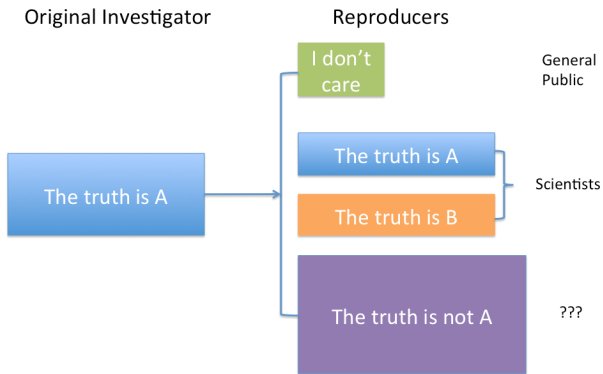 Original Investigator
Reproducers
I don't
care
General
Public
The truth is A
The truth is A
The truth is B
Scientists
The truth is not A
???